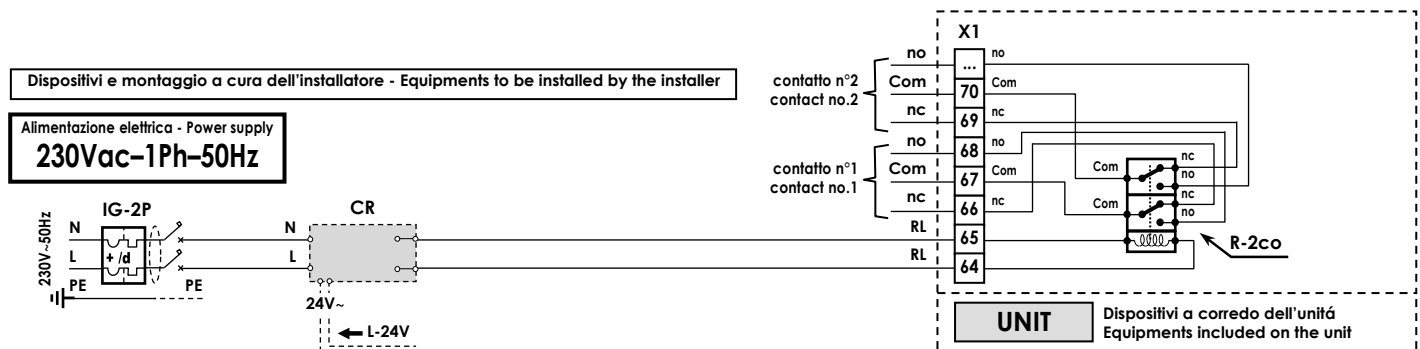 Dispositivi e montaggio a cura dell'installatore - Equipments to be installed by the installer
Alimentazione elettrica - Power supply
230Vac–1Ph–50Hz
IG-2P
230V~50Hz
N
L
PE
+ /d
PE
CR
N
L
24V~
L-24V
contatto n°2
contact no.2
no
Com
nc
contatto n°1
contact no.1
no
Com
nc
RL
RL
X1
... no
70 Com
69 nc
68 no
67 Com
66 nc
65
64
Com
nc
no
Com
nc
no
R-2co
UNIT
Dispositivi a corredo dell'unitá
Equipments included on the unit